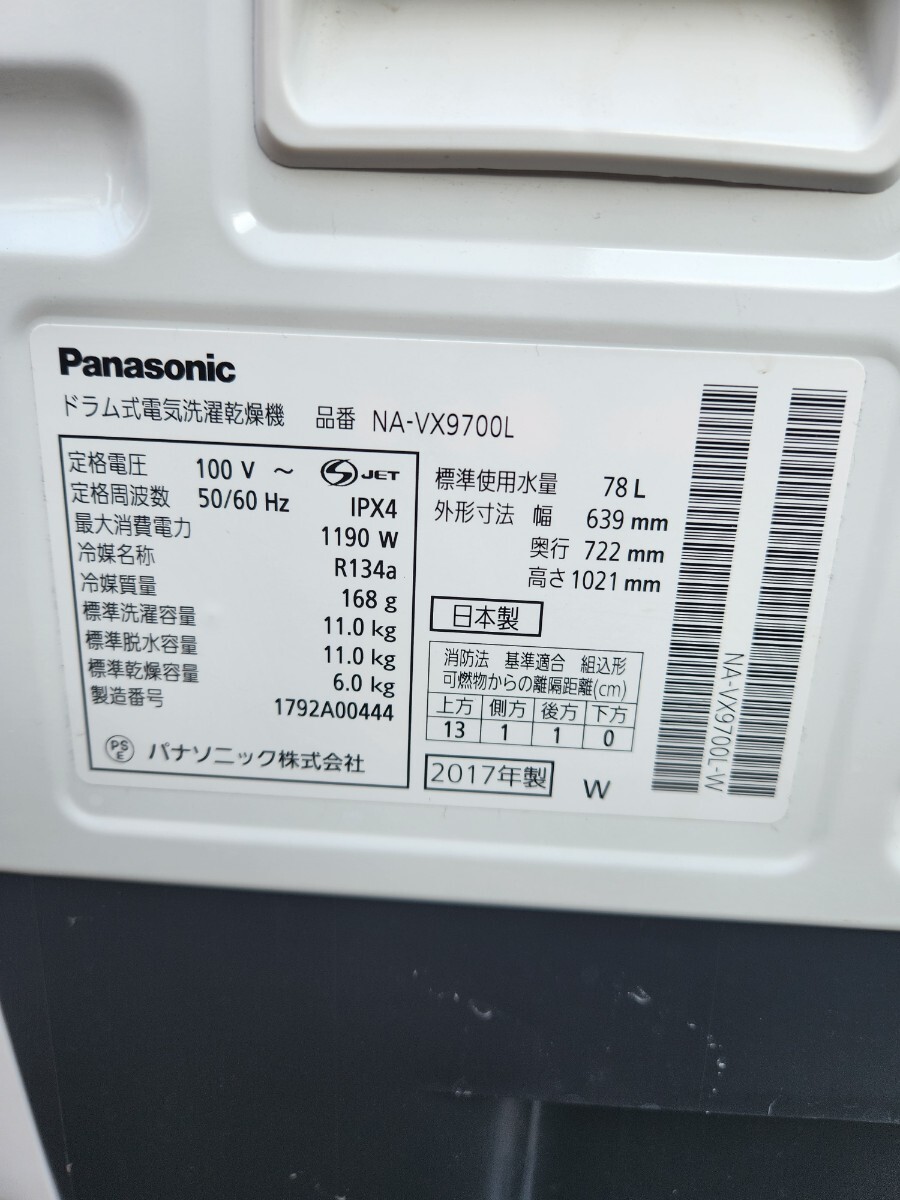 Panasonic
ドラム式電気洗濯乾燥機 品番 NA-VX9700L
定格電圧 100 V ~ S JET
定格周波数 50/60 Hz IPX4
最大消費電力 1190 W
冷媒名称 R134a
冷媒質量 168 g
標準洗濯容量 11.0 kg
標準脱水容量 11.0 kg
標準乾燥容量 6.0 kg
製造番号 1792A00444
PS E パナソニック株式会社
標準使用水量 78 L
外形寸法 幅 639 mm
奥行 722 mm
高さ 1021 mm
日本製
消防法 基準適合 組込形
可燃物からの離隔距離(cm)
上方 側方 後方 下方
13 1 1 0
2017年製 W
NA-VX9700L-W